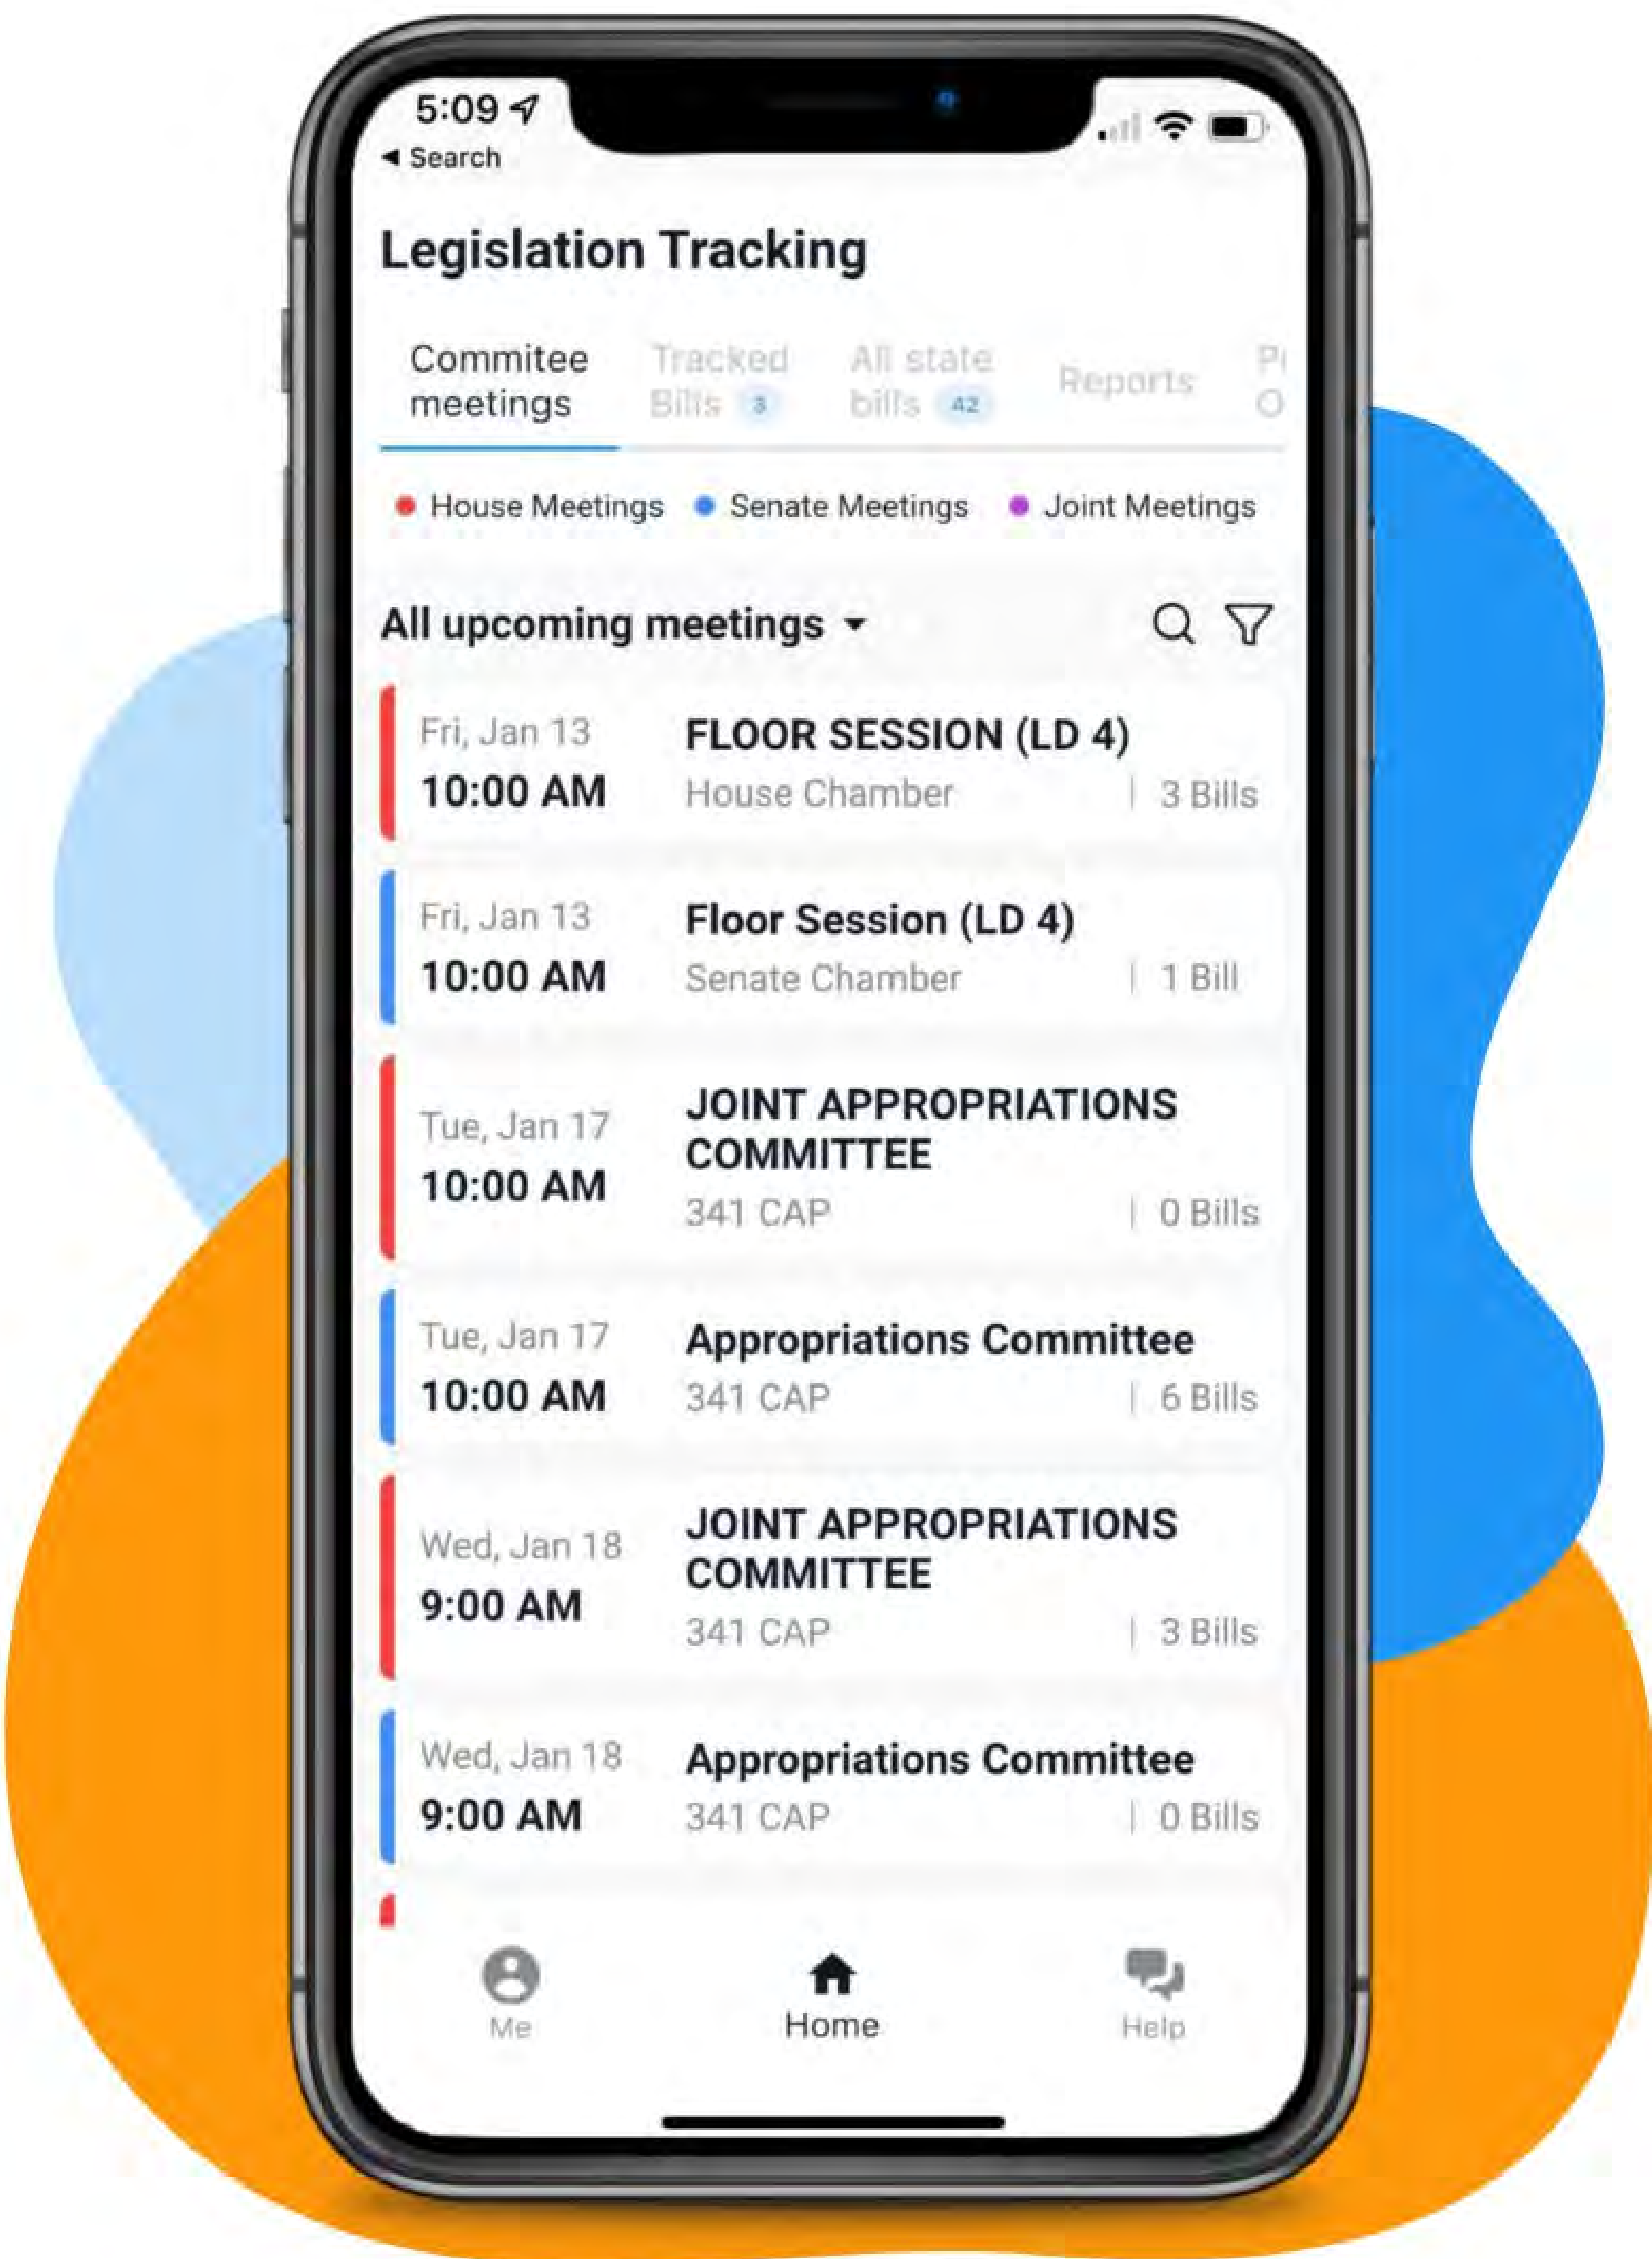 5:09
Search
Legislation Tracking
Commitee
meetings
Tracked
Bills 3
All state
bills 42
Reports
House Meetings
Senate Meetings
Joint Meetings
All upcoming meetings
Fri, Jan 13
10:00 AM
FLOOR SESSION (LD 4)
House Chamber | 3 Bills
Fri, Jan 13
10:00 AM
Floor Session (LD 4)
Senate Chamber | 1 Bill
Tue, Jan 17
10:00 AM
JOINT APPROPRIATIONS
COMMITTEE
341 CAP | 0 Bills
Tue, Jan 17
10:00 AM
Appropriations Committee
341 CAP | 6 Bills
Wed, Jan 18
9:00 AM
JOINT APPROPRIATIONS
COMMITTEE
341 CAP | 3 Bills
Wed, Jan 18
9:00 AM
Appropriations Committee
341 CAP | 0 Bills
Me
Home
Help